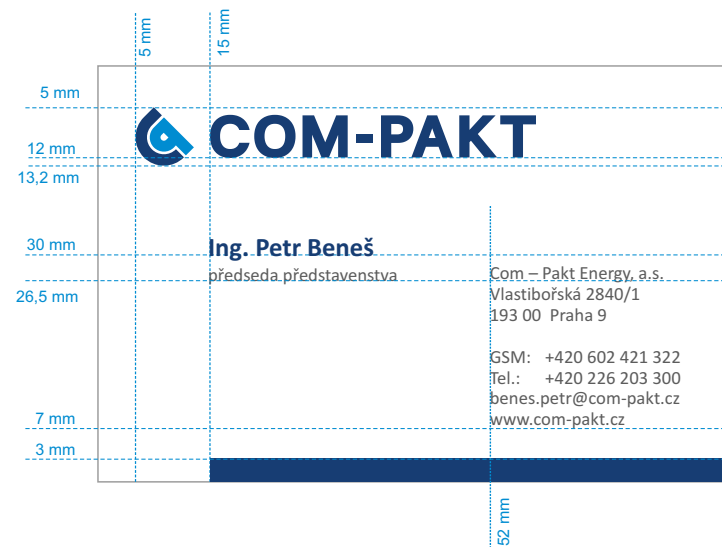 5 mm
15 mm
5 mm
COM-PAKT
12 mm
13,2 mm
30 mm
Ing. Petr Beneš
předseda představenstva
26,5 mm
Com – Pakt Energy, a.s.
Vlastibořská 2840/1
193 00 Praha 9
GSM: +420 602 421 322
Tel.: +420 226 203 300
benes.petr@com-pakt.cz
www.com-pakt.cz
7 mm
3 mm
52 mm